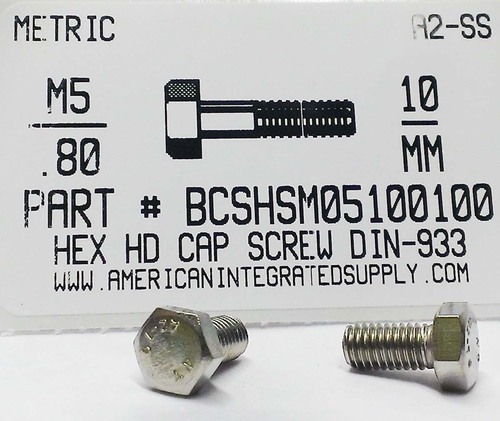 METRIC A2-SS
M5 10
.80 MM
PART # BCSHSM05100100
HEX HD CAP SCREW DIN-933
WWW.AMERICANINTEGRATEDSUPPLY.COM